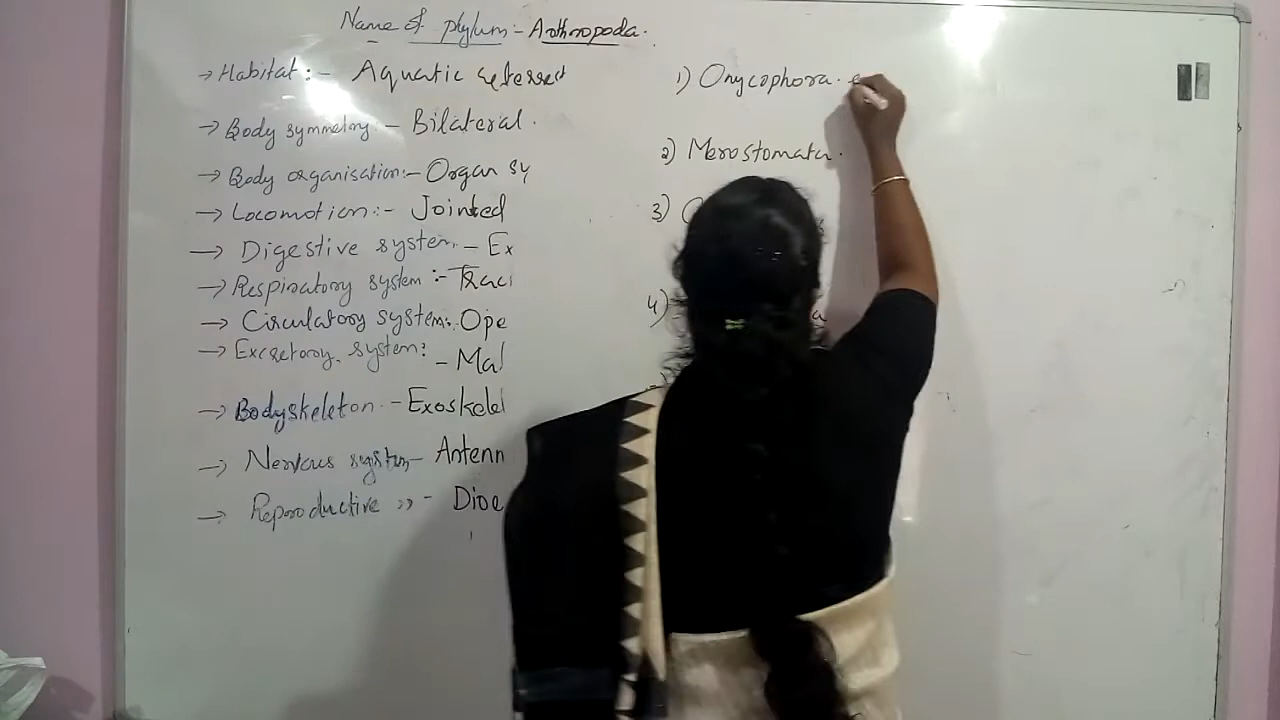 Name of phylum:- Arthropoda.
→ Habitat:- Aquatic
→ Body symmetry - Bilateral.
→ Body organisation:- Organ sy
→ Locomotion:- Jointed
→ Digestive system. - Ex
→ Respiratory system:- Trac
→ Circulatory system:. Ope
→ Excretory. system:
- Mal
→ Bodyskeleton. - Exoskele
→ Nervous system - Antenn
→ Reproductive ,, - Dioe
1) Onycophora.
2) Merostomata.
3)
4)